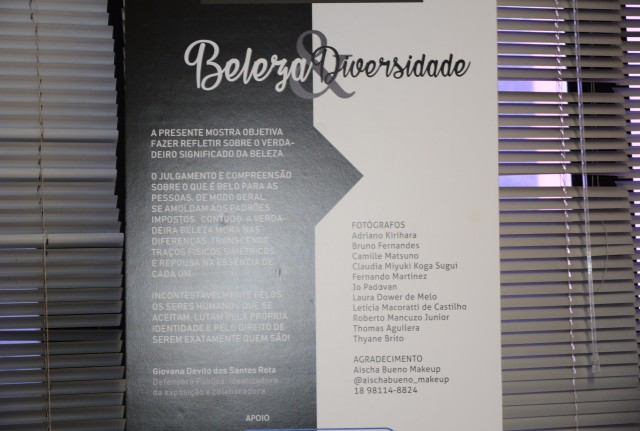 Beleza & Diversidade
A PRESENTE MOSTRA OBJETIVA
FAZER REFLETIR SOBRE O VERDA-
DEIRO SIGNIFICADO DA BELEZA.
O JULGAMENTO E COMPREENSÃO
SOBRE O QUE É BELO PARA AS
PESSOAS, DE MODO GERAL,
SE AMOLDAM AOS PADRÕES
IMPOSTOS. CONTUDO, A VERDA-
DEIRA BELEZA MORA NAS
DIFERENÇAS, TRANSCENDE
TRAÇOS FÍSICOS SIMÉTRICOS
E REPOUSA NA ESSÊNCIA DE
CADA UM.
INCONTESTAVELMENTE BELOS
OS SERES HUMANOS QUE SE
ACEITAM, LUTAM PELA PRÓPRIA
IDENTIDADE E PELO DIREITO DE
SEREM EXATAMENTE QUEM SÃO!
Giovana Devito dos Santos Rota
Defensora Pública, idealizadora
da exposição e colaboradora
APOIO
FOTÓGRAFOS
Adriano Kirihara
Bruno Fernandes
Camille Matsuno
Claudia Miyuki Koga Sugui
Fernando Martinez
Jo Padovan
Laura Dower de Melo
Letícia Macoratti de Castilho
Roberto Mancuzo Junior
Thomas Aguilera
Thyane Brito
AGRADECIMENTO
Aischa Bueno Makeup
@aischabueno_makeup
18 98114-8824